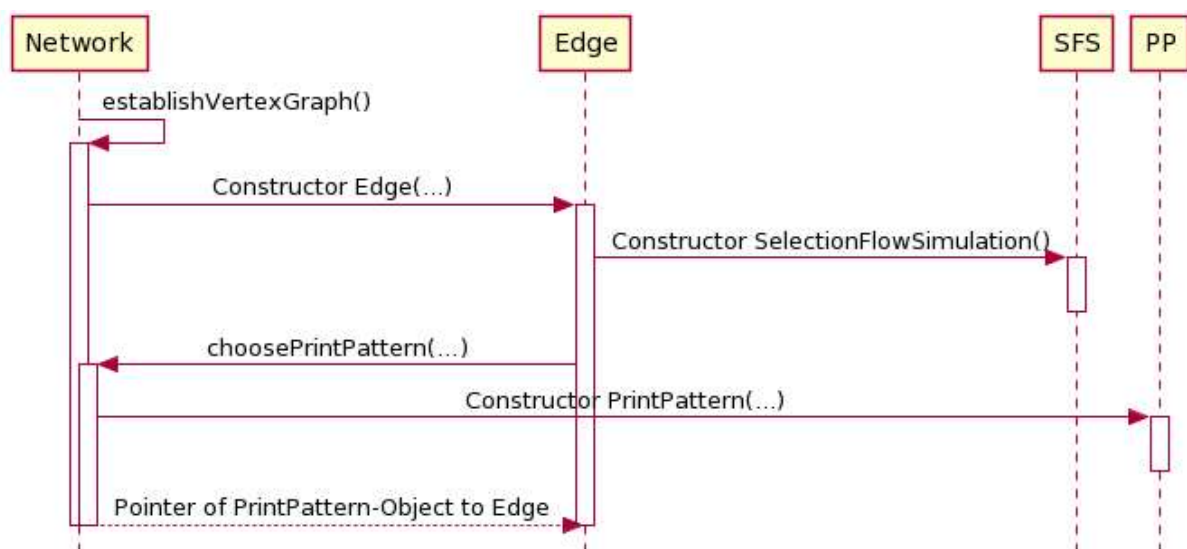 Network Edge SFS PP
establishVertexGraph()
Constructor Edge(...)
Constructor SelectionFlowSimulation()
choosePrintPattern(...)
Constructor PrintPattern(...)
Pointer of PrintPattern-Object to Edge